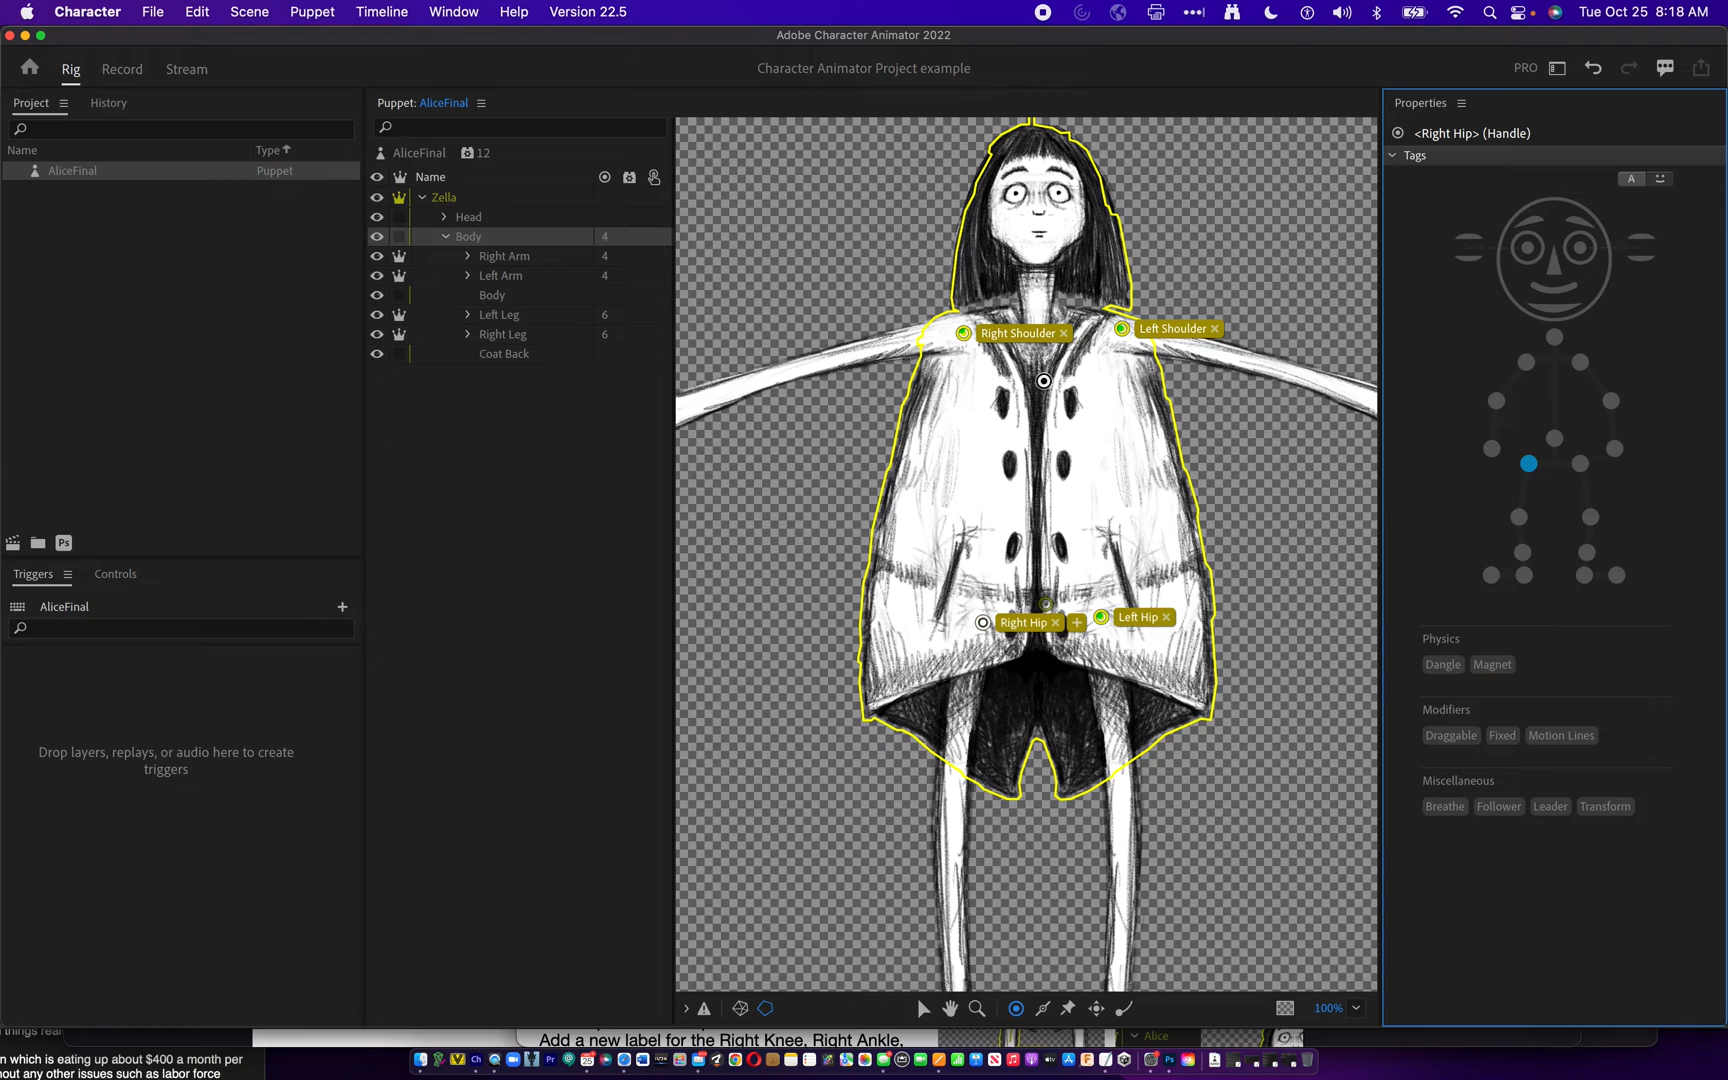 Character File Edit Scene Puppet Timeline Window Help Version 22.5 Tue Oct 25 8:18 AM
Adobe Character Animator 2022
Rig Record Stream Character Animator Project example PRO
Project History Puppet: AliceFinal Properties
<Right Hip> (Handle)
Name Type AliceFinal 12 Tags
AliceFinal Puppet Name A
Zella
Head
Body 4
Right Arm 4
Left Arm 4
Body
Left Leg 6
Right Leg 6
Coat Back
Right Shoulder × Left Shoulder ×
Ps
Triggers Controls
AliceFinal +
Right Hip × + Left Hip ×
Physics
Dangle Magnet
Modifiers
Draggable Fixed Motion Lines
Drop layers, replays, or audio here to create
triggers
Miscellaneous
Breathe Follower Leader Transform
100%
things real
Add a new label for the Right Knee, Right Ankle,
Alice
n which is eating up about $400 a month per
hout any other issues such as labor force